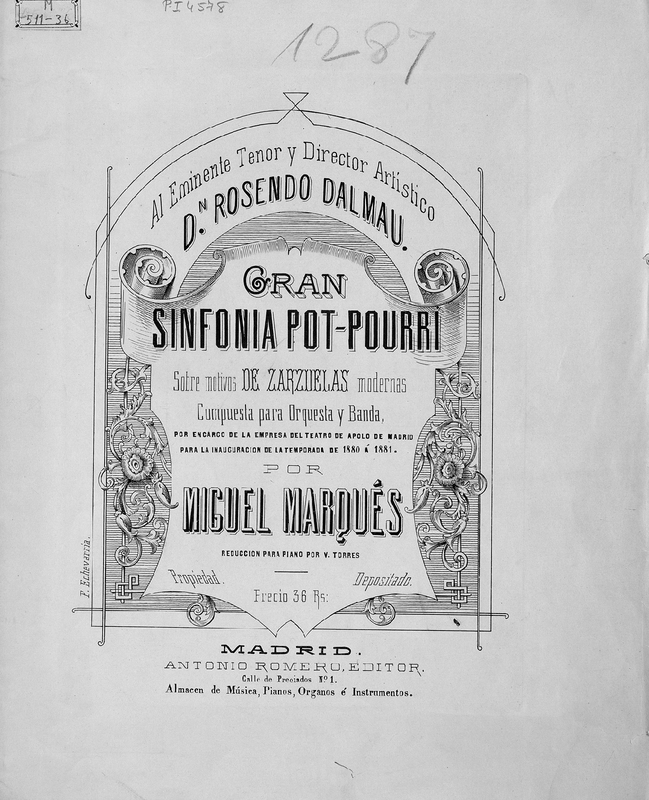 M
511-36
PI 4578
1287
Al Eminente Tenor y Director Artístico
D.N ROSENDO DALMAU.
GRAN
SINFONIA POT-POURRÍ
Sobre motivos DE ZARZUELAS modernas
Compuesta para Orquesta y Banda,
POR ENCARGO DE LA EMPRESA DEL TEATRO DE APOLO DE MADRID
PARA LA INAUGURACION DE LA TEMPORADA DE 1880 Á 1881.
POR
MIGUEL MARQUÉS
REDUCCION PARA PIANO POR V. TORRES
Propiedad. Depositado.
Precio 36 Rs:
F. Echevarria.
MADRID.
ANTONIO ROMERO, EDITOR.
Calle de Preciados Nº 1.
Almacen de Música, Pianos, Organos é Instrumentos.